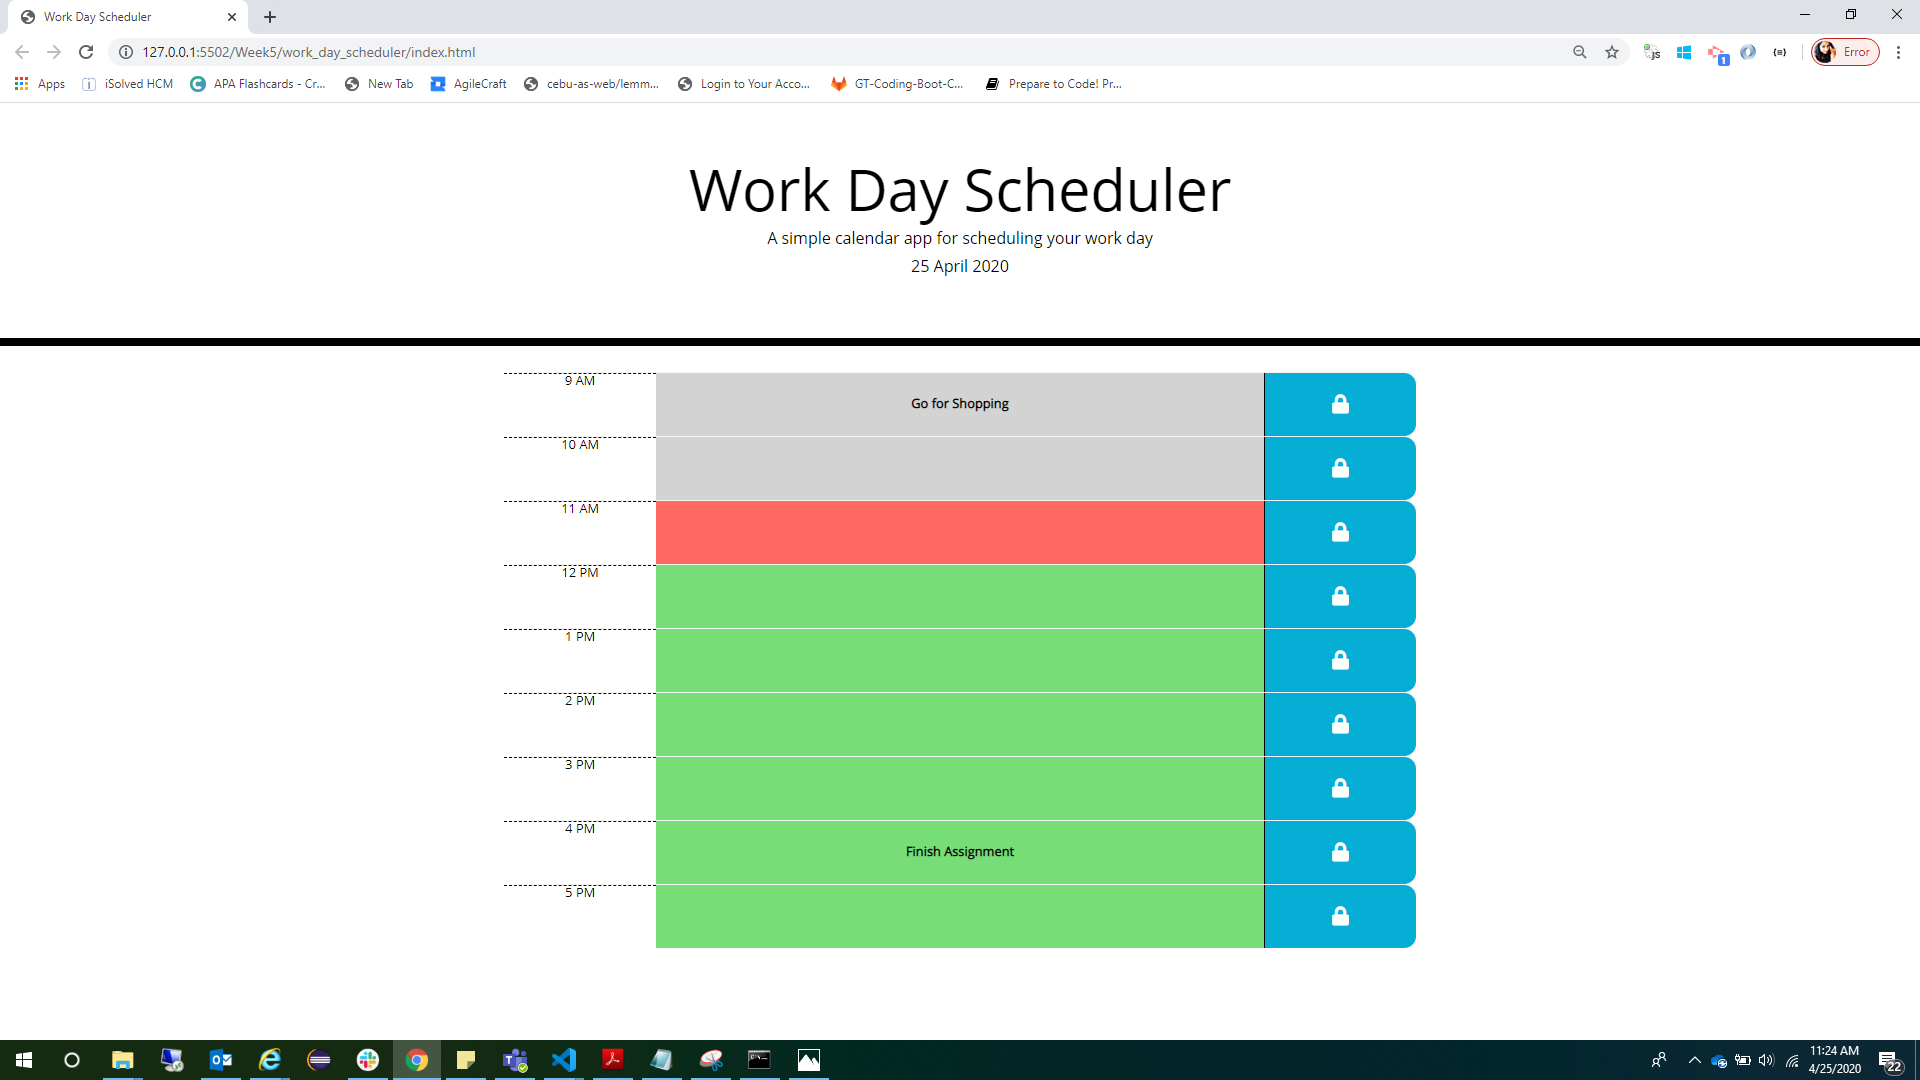 Work Day Scheduler
127.0.0.1:5502/Week5/work_day_scheduler/index.html
JS
1
Error
Apps
iSolved HCM
APA Flashcards - Cr...
New Tab
AgileCraft
cebu-as-web/lemm...
Login to Your Acco...
GT-Coding-Boot-C...
Prepare to Code! Pr...
Work Day Scheduler
A simple calendar app for scheduling your work day
25 April 2020
9 AM
Go for Shopping
10 AM
11 AM
12 PM
1 PM
2 PM
3 PM
4 PM
Finish Assignment
5 PM
11:24 AM
4/25/2020
22